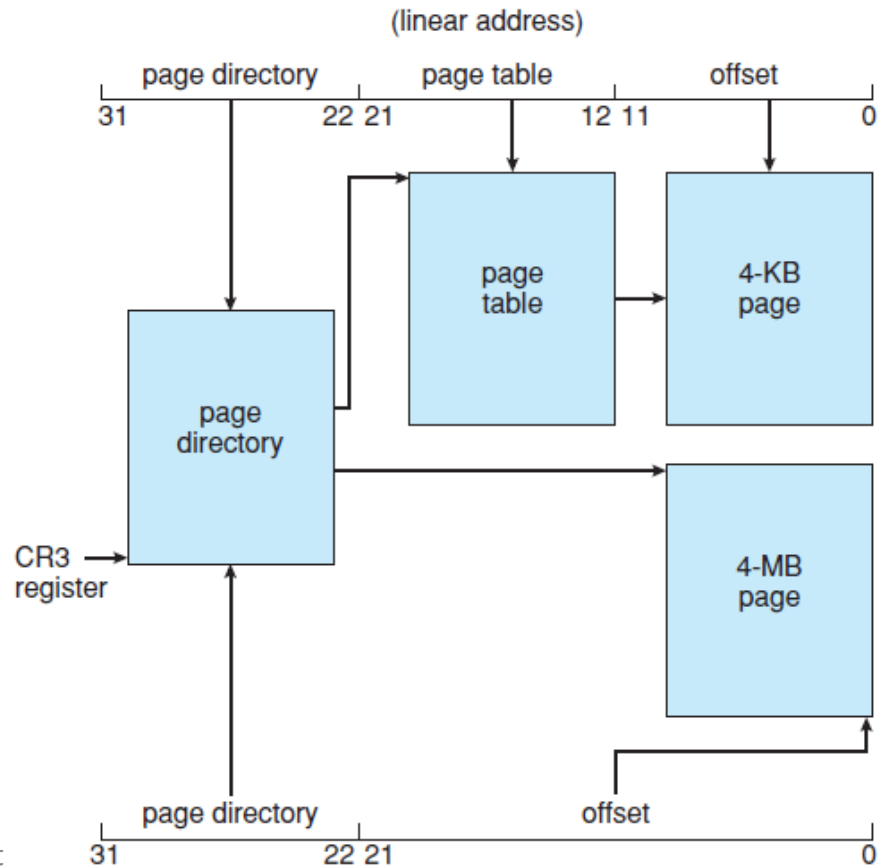 (linear address)
page directory page table offset
31 22 21 12 11 0
page
table
4-KB
page
page
directory
CR3
register
4-MB
page
page directory offset
31 22 21 0